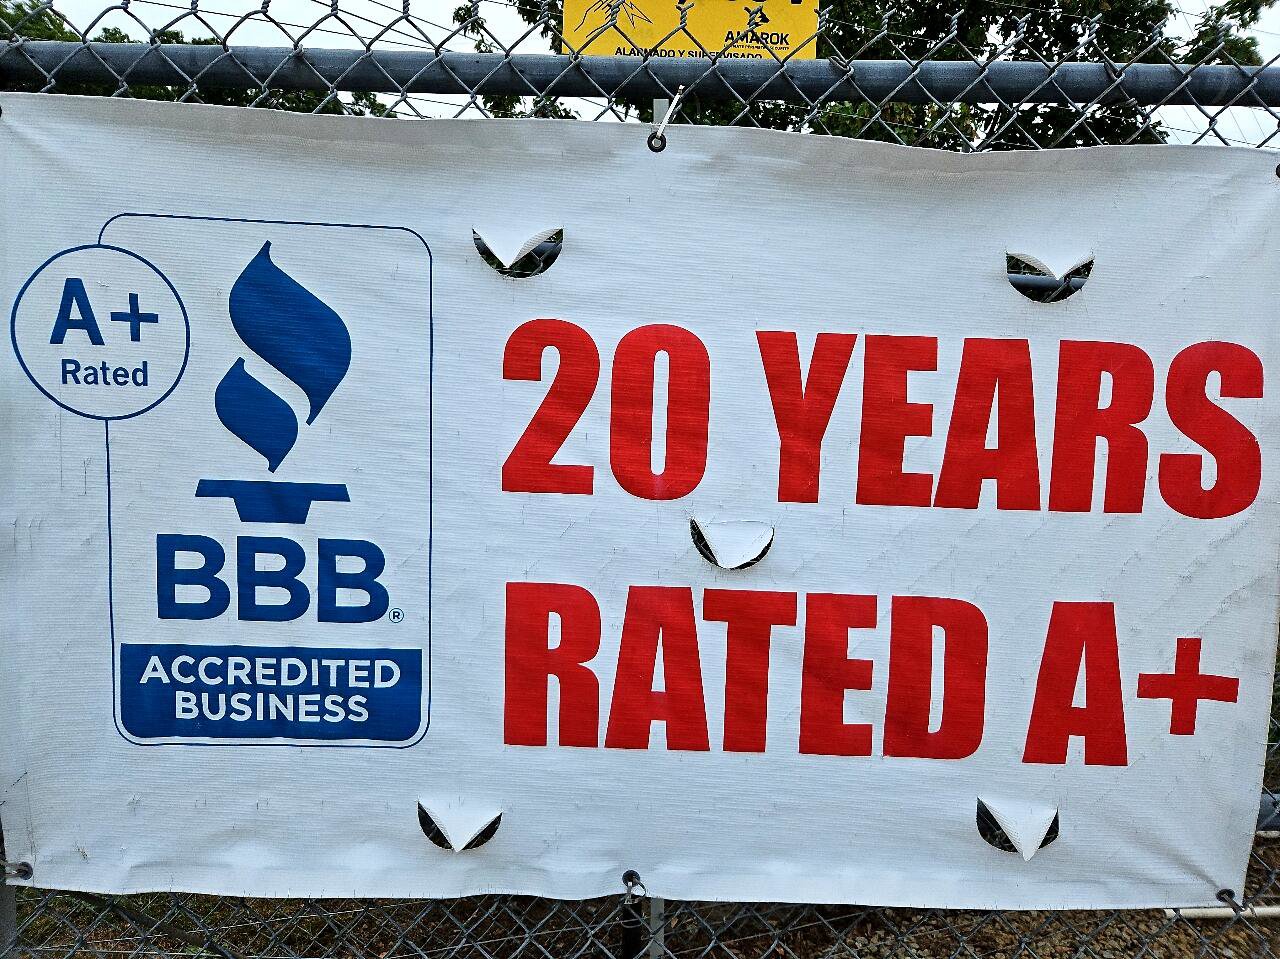 AMAROK
ALARMADO Y SUPERVISADO
A+
Rated
BBB®
ACCREDITED
BUSINESS
20 YEARS
RATED A+